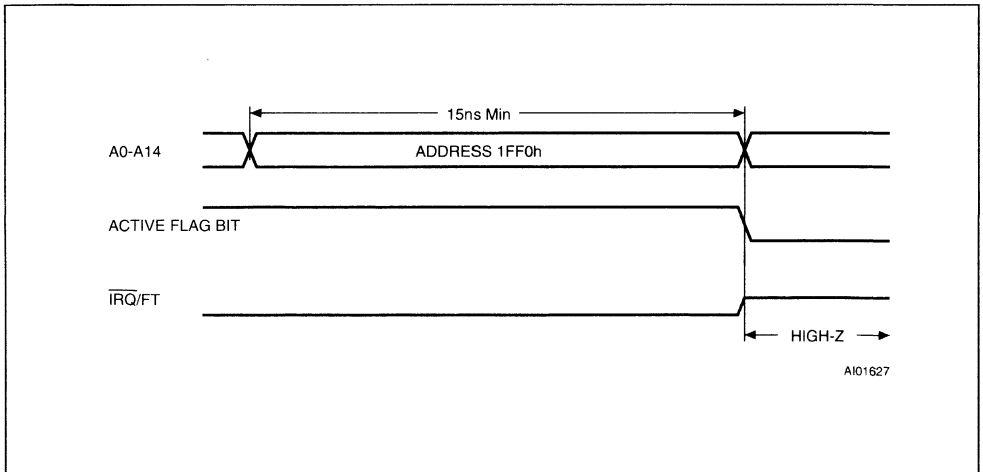 15ns Min
A0-A14
ADDRESS 1FF0h
ACTIVE FLAG BIT
IRQ/FT
HIGH-Z
AI01627